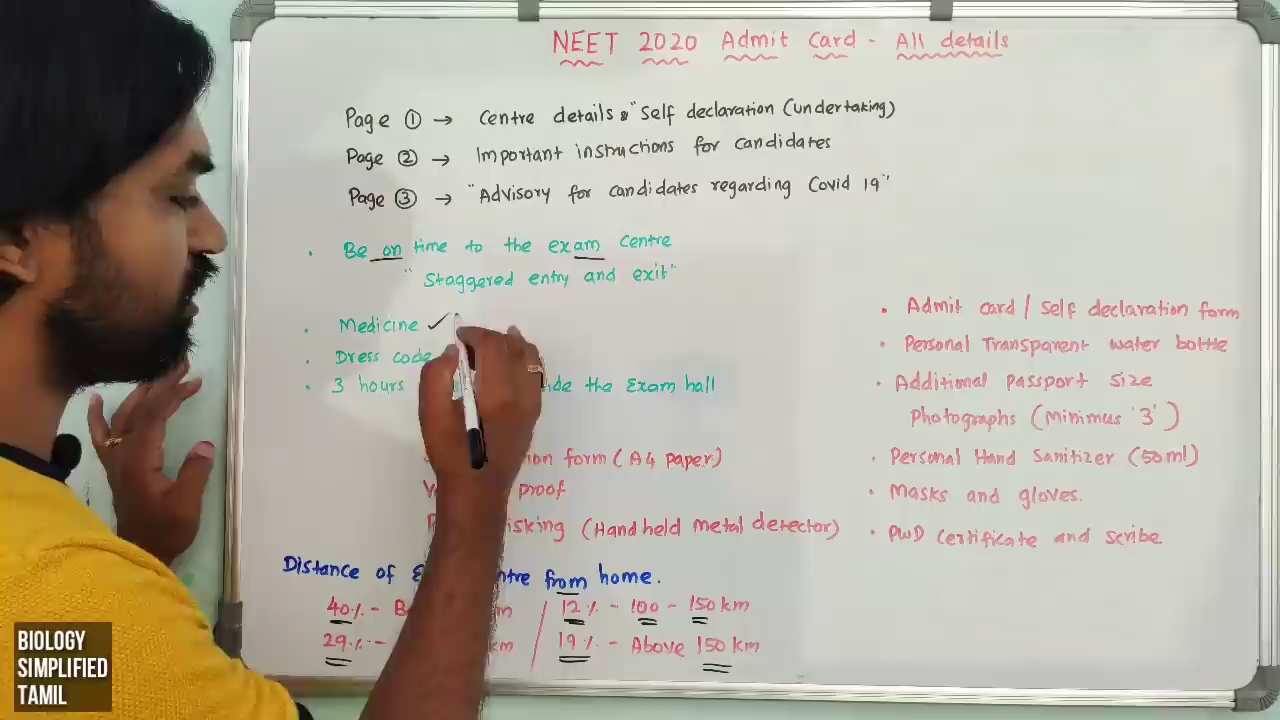 NEET 2020 Admit Card - All details
Page ① → Centre details & "Self declaration (undertaking)
Page ② → Important instructions for candidates
Page ③ → "Advisory for candidates regarding Covid 19"
• Be on time to the exam centre
"Staggered entry and exit"
• Medicine ✓
• Dress code
• 3 hours the Exam hall
form (A4 paper)
proof
(Hand held metal detector)
• Admit card / Self declaration form
• Personal Transparent water bottle
• Additional Passport size
Photographs (minimus '3')
• Personal Hand Sanitizer (50ml)
• Masks and gloves.
• PWD certificate and scribe
Distance of from home.
40% - km / 12% - 100 - 150 km
29% - km / 19% - Above 150 km
BIOLOGY
SIMPLIFIED
TAMIL